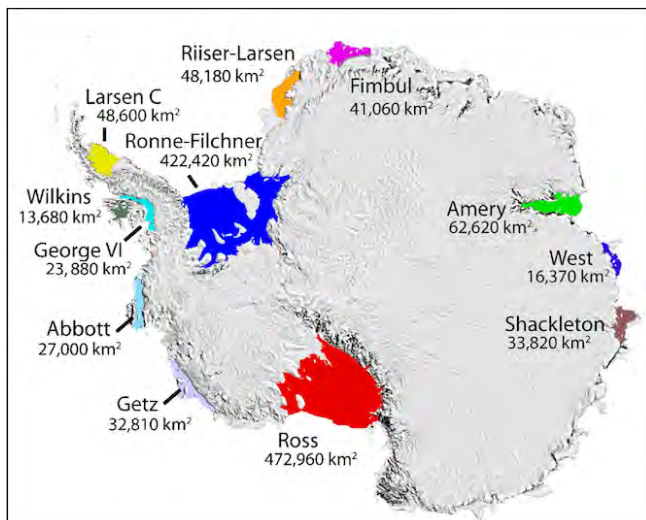 Riiser-Larsen
48,180 km²
Fimbul
41,060 km²
Larsen C
48,600 km²
Ronne-Filchner
422,420 km²
Wilkins
13,680 km²
George VI
23,880 km²
Amery
62,620 km²
West
16,370 km²
Abbott
27,000 km²
Shackleton
33,820 km²
Getz
32,810 km²
Ross
472,960 km²